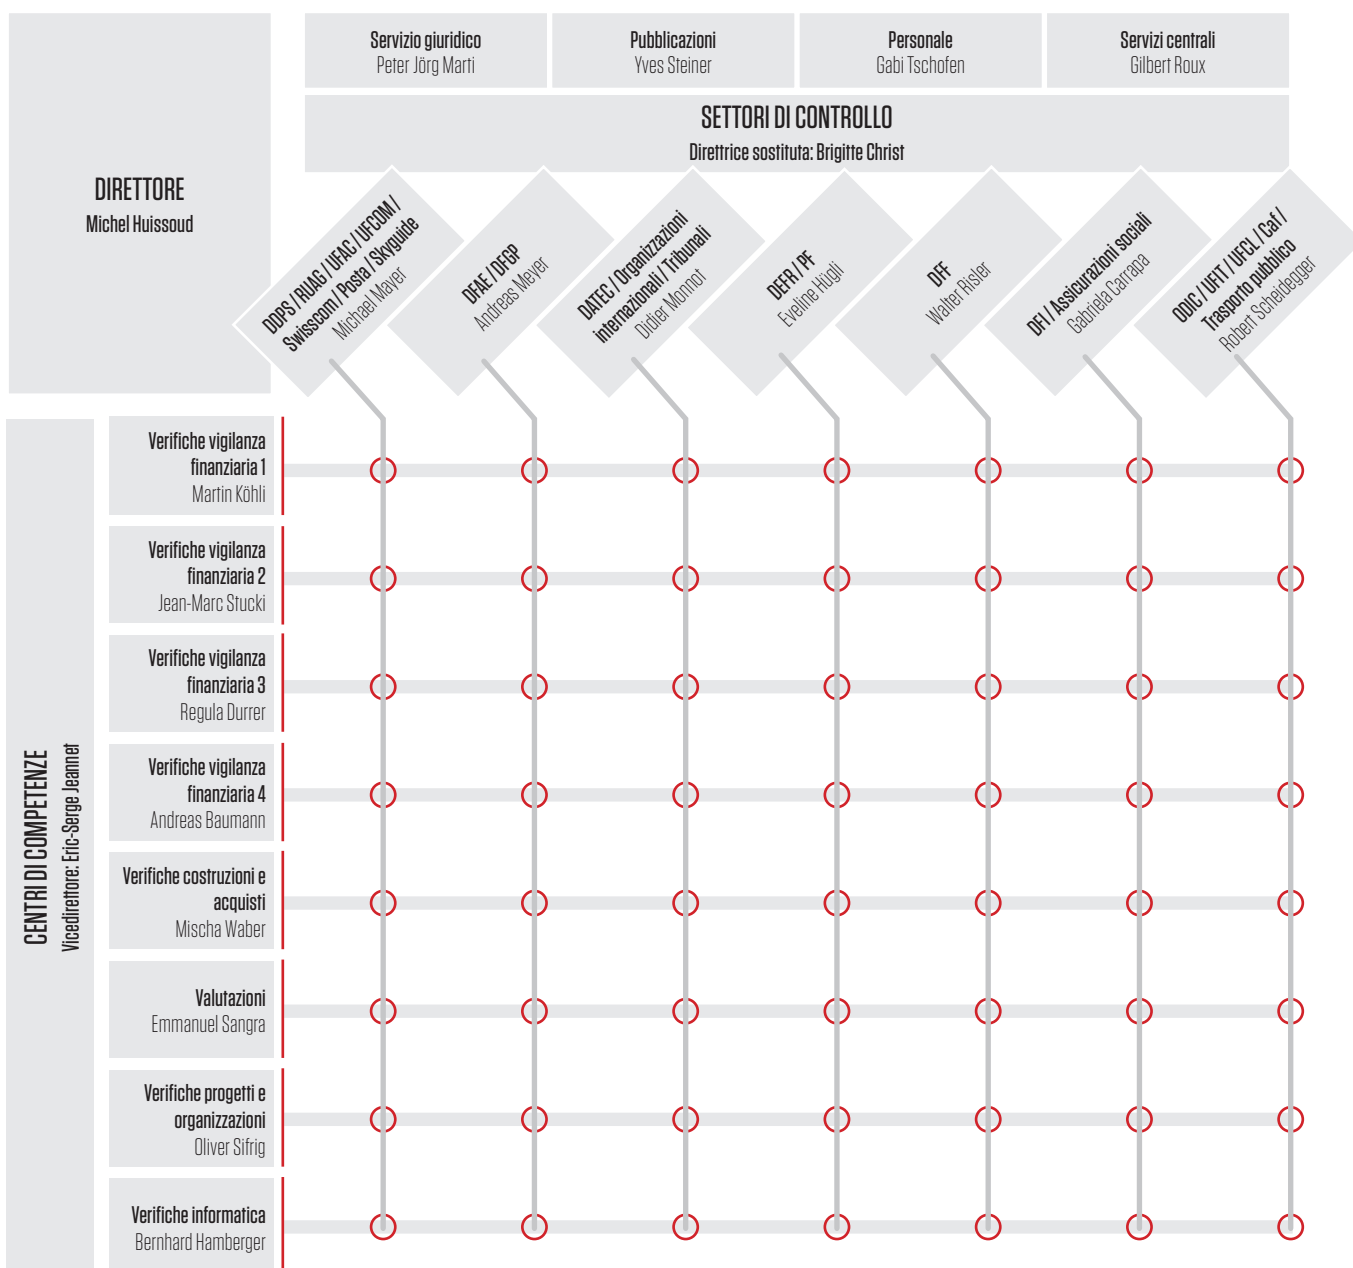 DIRETTORE
Michel Huissoud
Servizio giuridico
Peter Jörg Marti
Pubblicazioni
Yves Steiner
Personale
Gabi Tschofen
Servizi centrali
Gilbert Roux
SETTORI DI CONTROLLO
Direttrice sostituta: Brigitte Christ
DDPS / RUAG / UFAC / UFCOM /
Swisscom / Posta / Skyguide
Michael Mayer
DFAE / DFGP
Andreas Meyer
DATEC / Organizzazioni
internazionali / Tribunali
Didier Monnot
DEFR / PF
Eveline Hügli
DFF
Walter Risler
DFI / Assicurazioni sociali
Gabriela Carrapa
ODIC / UFIT / UFCL / Caf /
Trasporto pubblico
Robert Scheidegger
CENTRI DI COMPETENZE
Vicedirettore: Eric-Serge Jeannet
Verifiche vigilanza
finanziaria 1
Martin Köhli
Verifiche vigilanza
finanziaria 2
Jean-Marc Stucki
Verifiche vigilanza
finanziaria 3
Regula Durrer
Verifiche vigilanza
finanziaria 4
Andreas Baumann
Verifiche costruzioni e
acquisti
Mischa Waber
Valutazioni
Emmanuel Sangra
Verifiche progetti e
organizzazioni
Oliver Sifrig
Verifiche informatica
Bernhard Hamberger